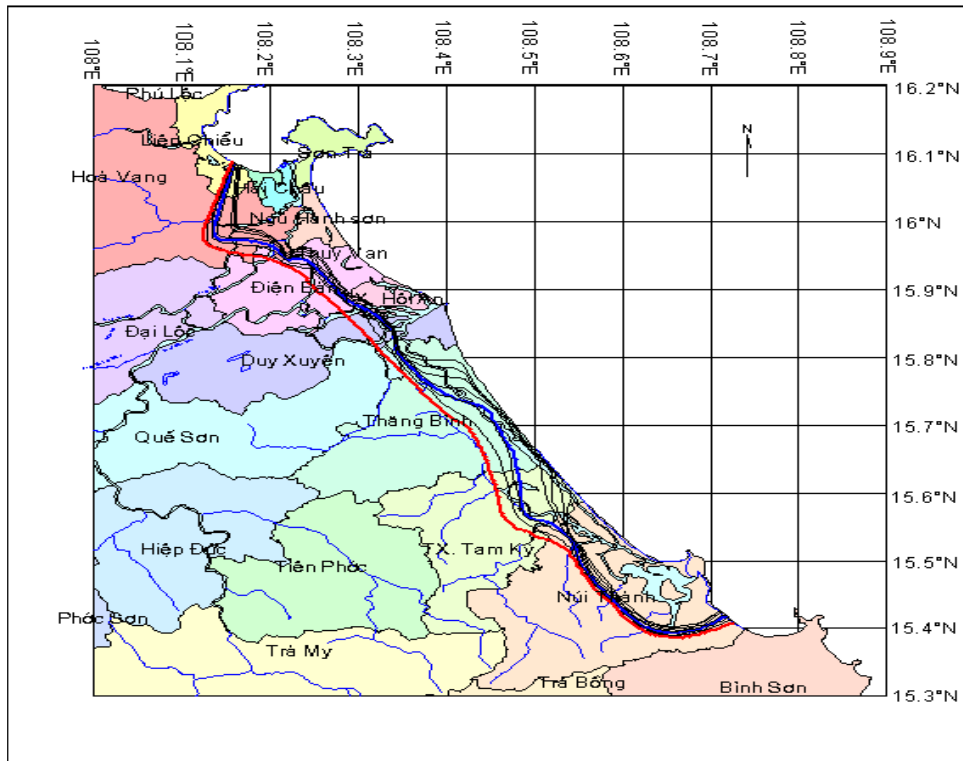 108°E
108.1°E
108.2°E
108.3°E
108.4°E
108.5°E
108.6°E
108.7°E
108.8°E
108.9°E
16.2°N
Phú Lộc
N
Liên Chiểu
16.1°N
Sơn Trà
Hoà Vang
Hải Châu
Ngũ Hành sơn
16°N
Thuỷ Vân
Điện Bàn
Hội An
15.9°N
Đại Lộc
Duy Xuyên
15.8°N
Thăng Bình
Quế Sơn
15.7°N
15.6°N
Hiệp Đức
TX. Tam Kỳ
Tiên Phớc
15.5°N
Núi Thành
Phớc Sơn
15.4°N
Trà My
Trà Bồng
Bình Sơn
15.3°N